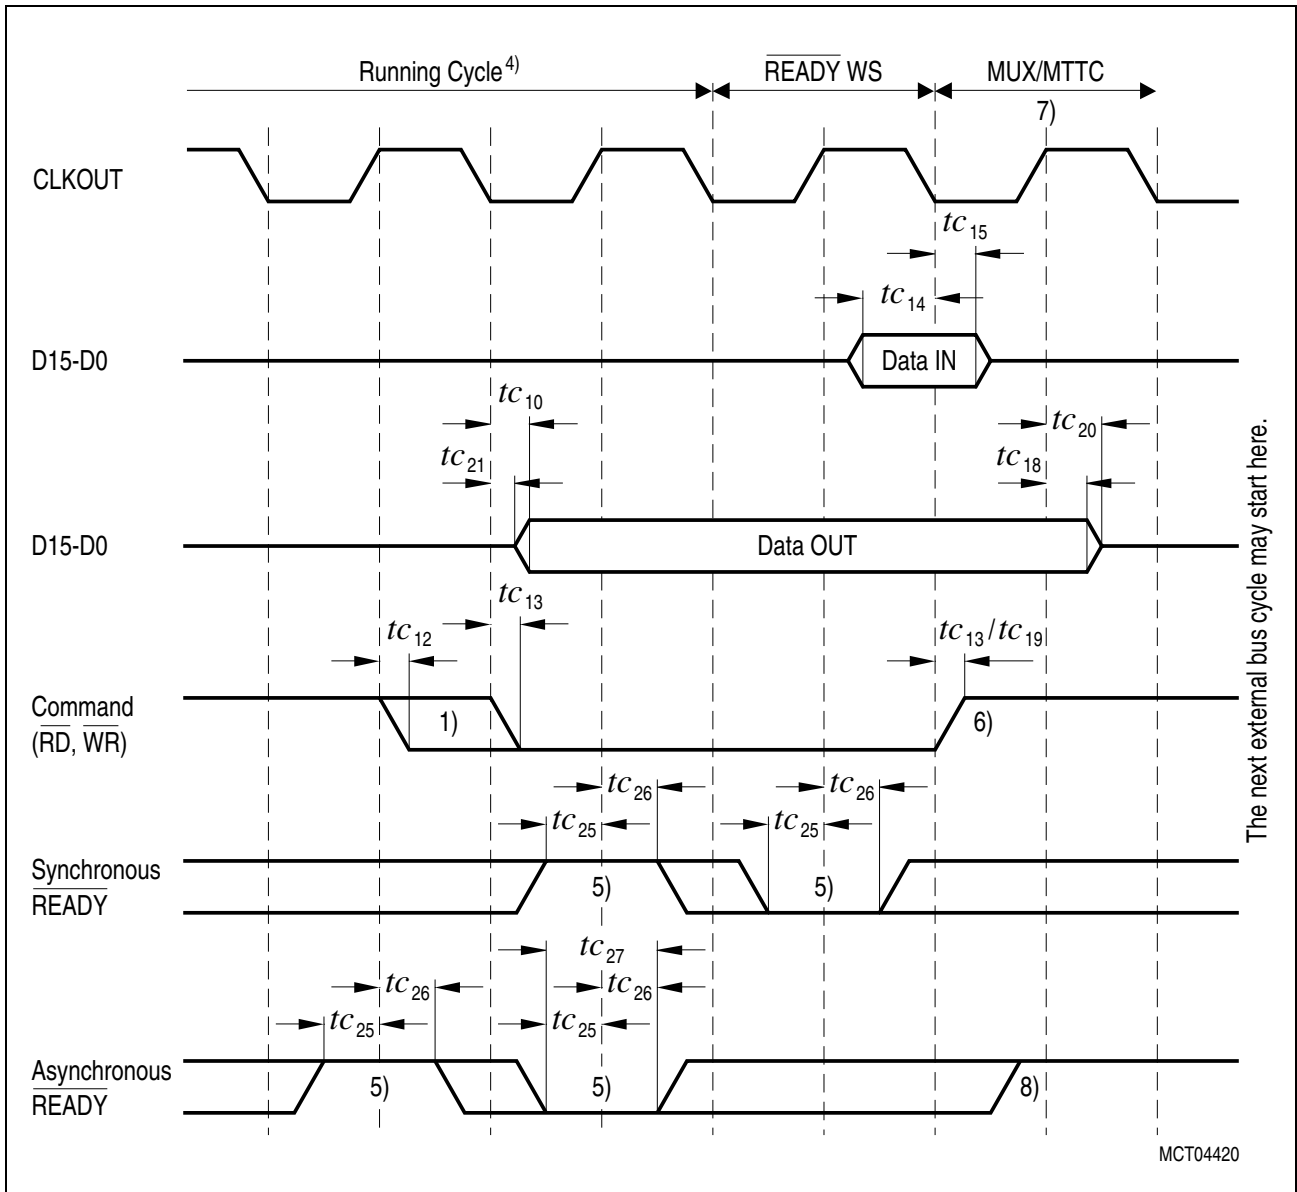 Running Cycle 4)
READY WS
MUX/MTTC
7)
CLKOUT
tc15
tc14
D15-D0
Data IN
tc10
tc20
tc21
tc18
D15-D0
Data OUT
tc13
tc12
tc13/tc19
Command
(RD, WR)
1)
6)
tc26
tc26
tc25
tc25
Synchronous
READY
5)
5)
tc27
tc26
tc26
tc25
tc25
Asynchronous
READY
5)
5)
8)
The next external bus cycle may start here.
MCT04420